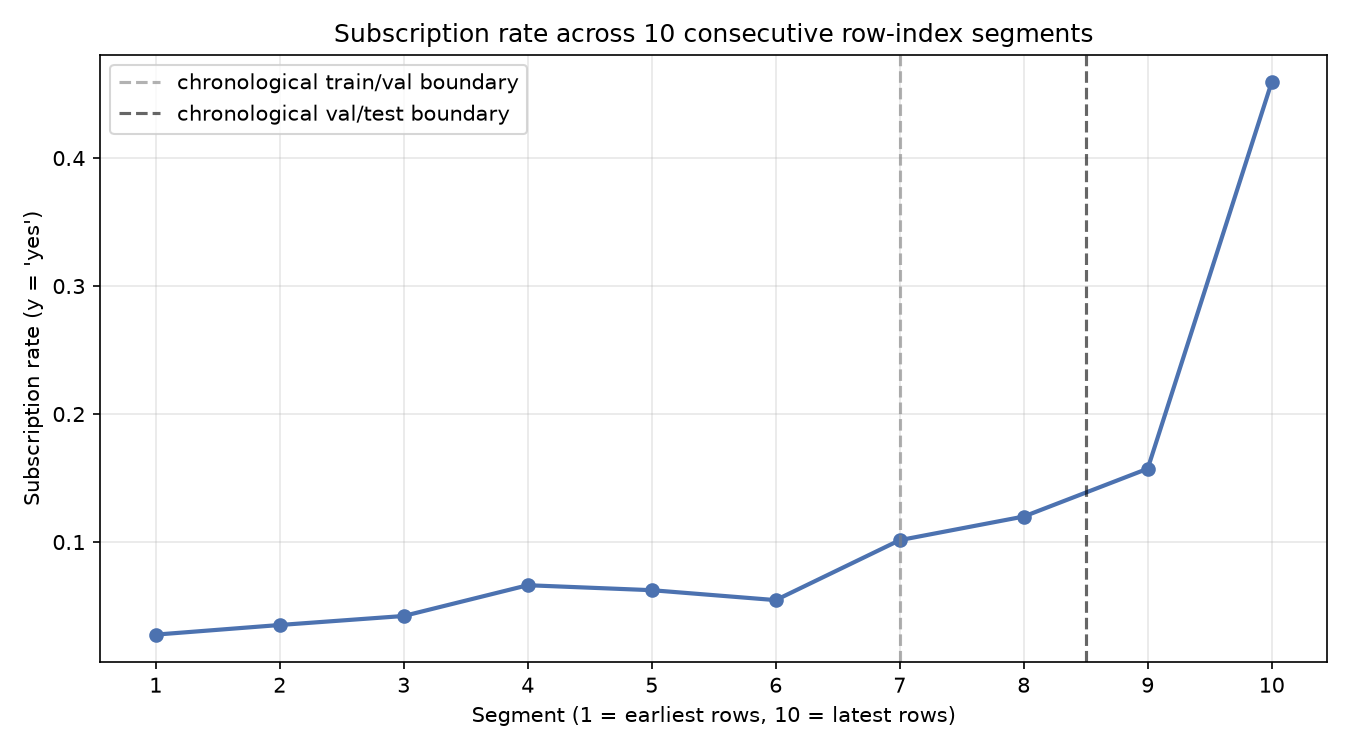 Subscription rate across 10 consecutive row-index segments
chronological train/val boundary
chronological val/test boundary
Subscription rate (y = 'yes')
0.4
0.3
0.2
0.1
1 2 3 4 5 6 7 8 9 10
Segment (1 = earliest rows, 10 = latest rows)